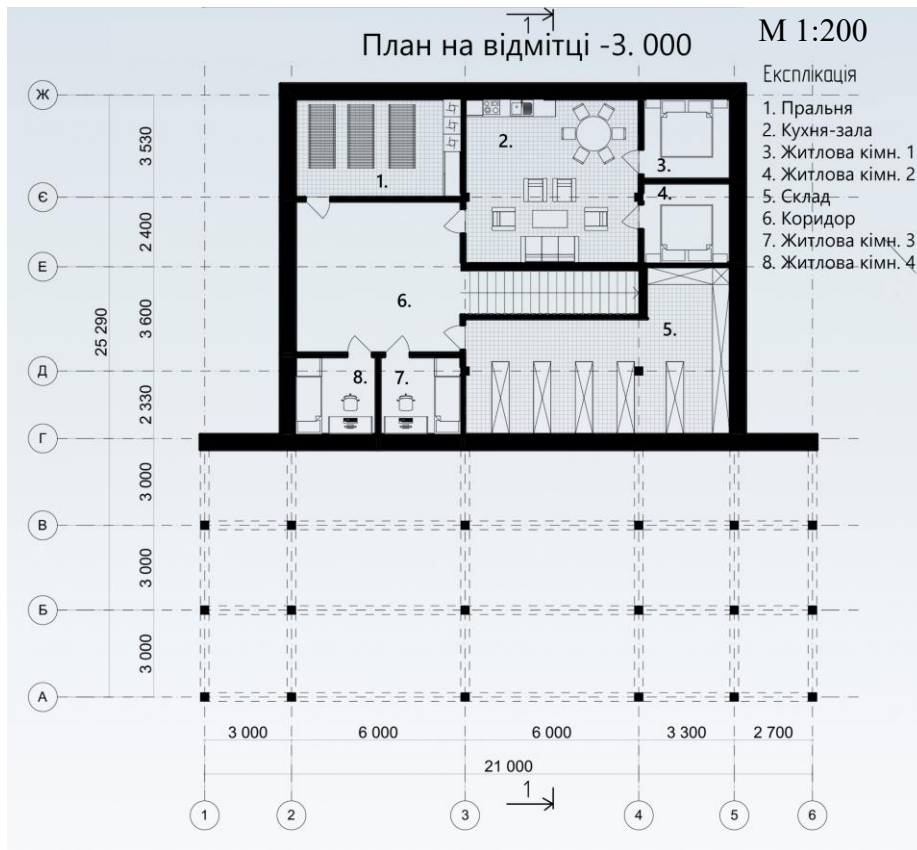 1
План на відмітці -3. 000
М 1:200
Експлікація
1. Пральня
2. Кухня-зала
3. Житлова кімн. 1
4. Житлова кімн. 2
5. Склад
6. Коридор
7. Житлова кімн. 3
8. Житлова кімн. 4
Ж
3 530
1.
2.
3.
Є
4.
2 400
Е
25 290
3 600
6.
5.
Д
8.
7.
2 330
Г
3 000
В
3 000
Б
3 000
А
3 000
6 000
6 000
3 300
2 700
21 000
1
1
2
3
4
5
6